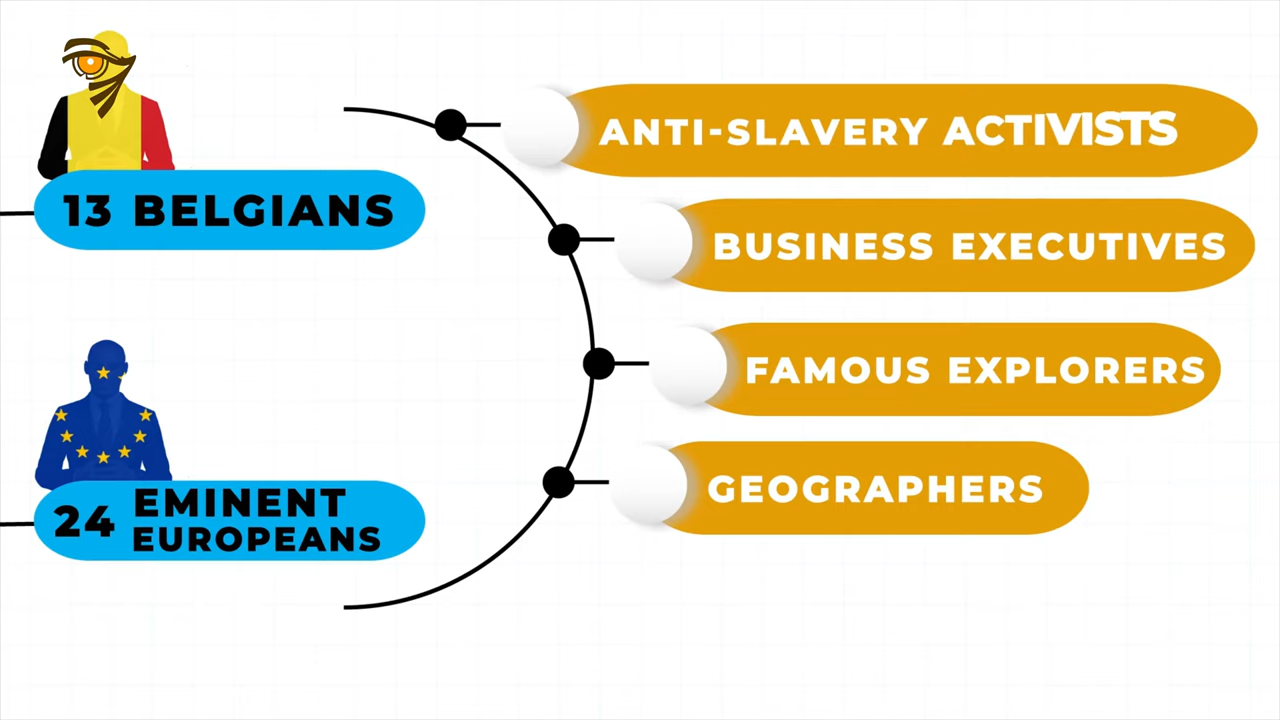 13 BELGIANS
24 EMINENT
EUROPEANS
ANTI-SLAVERY ACTIVISTS
BUSINESS EXECUTIVES
FAMOUS EXPLORERS
GEOGRAPHERS